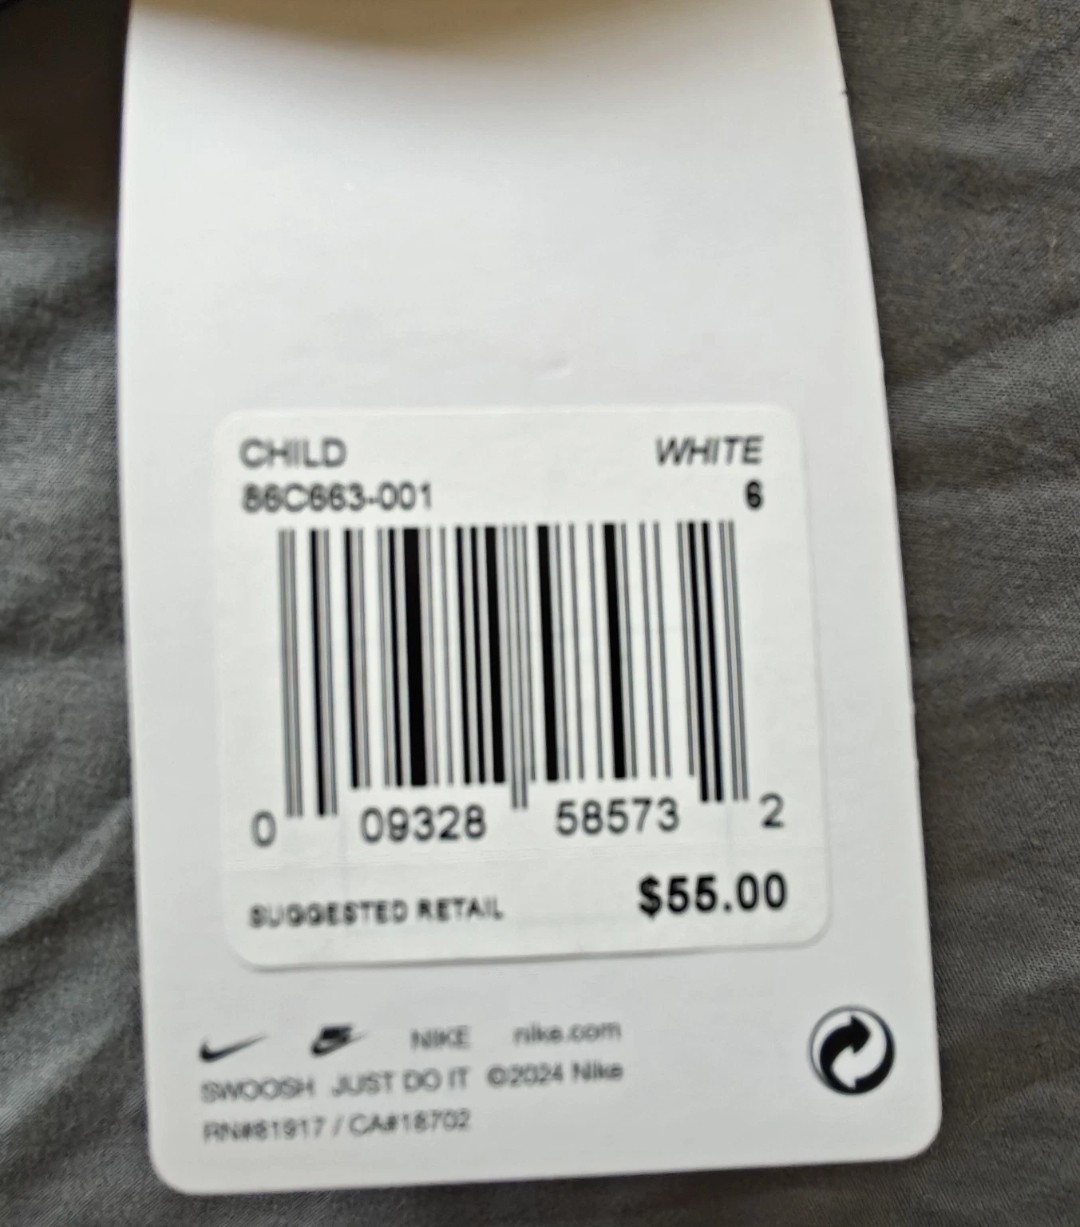 CHILD WHITE
86C663-001 6
0 09328 58573 2
SUGGESTED RETAIL $55.00
NIKE nike.com
SWOOSH JUST DO IT ©2024 Nike
RN#81917 / CA#18702